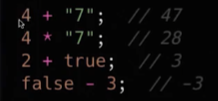 4 + "7"; // 47
4 * "7"; // 28
2 + true; // 3
false - 3; // -3